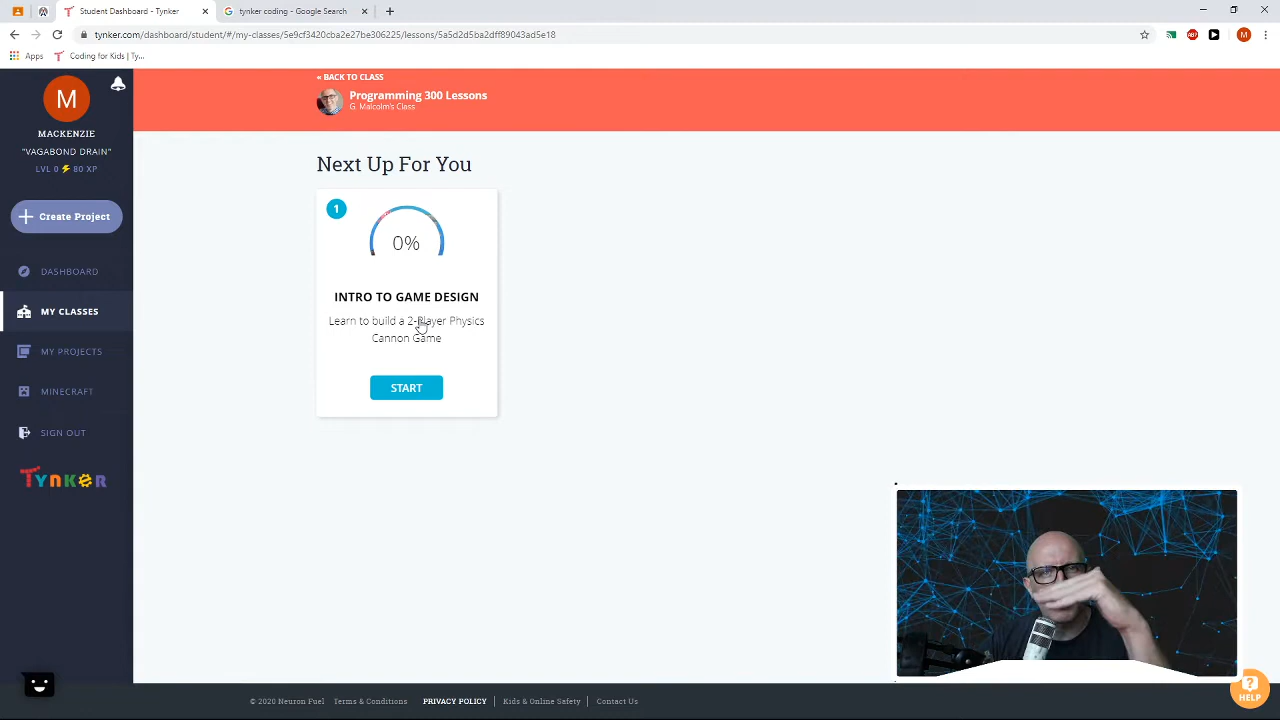 Student Dashboard - Tynker
tynker coding - Google Search
tynker.com/dashboard/student/#/my-classes/5e9cf3420cba2e27be306225/lessons/5a5d2d5ba2dff89043ad5e18
ABP
M
Apps
Coding for Kids | Ty...
« BACK TO CLASS
Programming 300 Lessons
G. Malcolm's Class
M
MACKENZIE
"VAGABOND DRAIN"
LVL 0 80 XP
Create Project
DASHBOARD
MY CLASSES
MY PROJECTS
MINECRAFT
SIGN OUT
TYNKER
Next Up For You
1
0%
INTRO TO GAME DESIGN
Learn to build a 2-Player Physics
Cannon Game
START
HELP
© 2020 Neuron Fuel
Terms & Conditions
PRIVACY POLICY
Kids & Online Safety
Contact Us